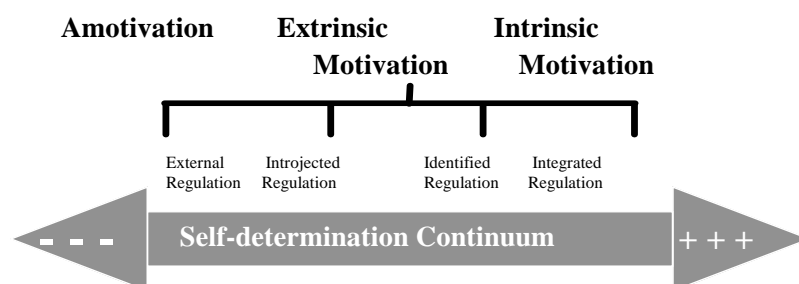 Amotivation Extrinsic Intrinsic
Motivation Motivation
External Introjected Identified Integrated
Regulation Regulation Regulation Regulation
- - - Self-determination Continuum + + +